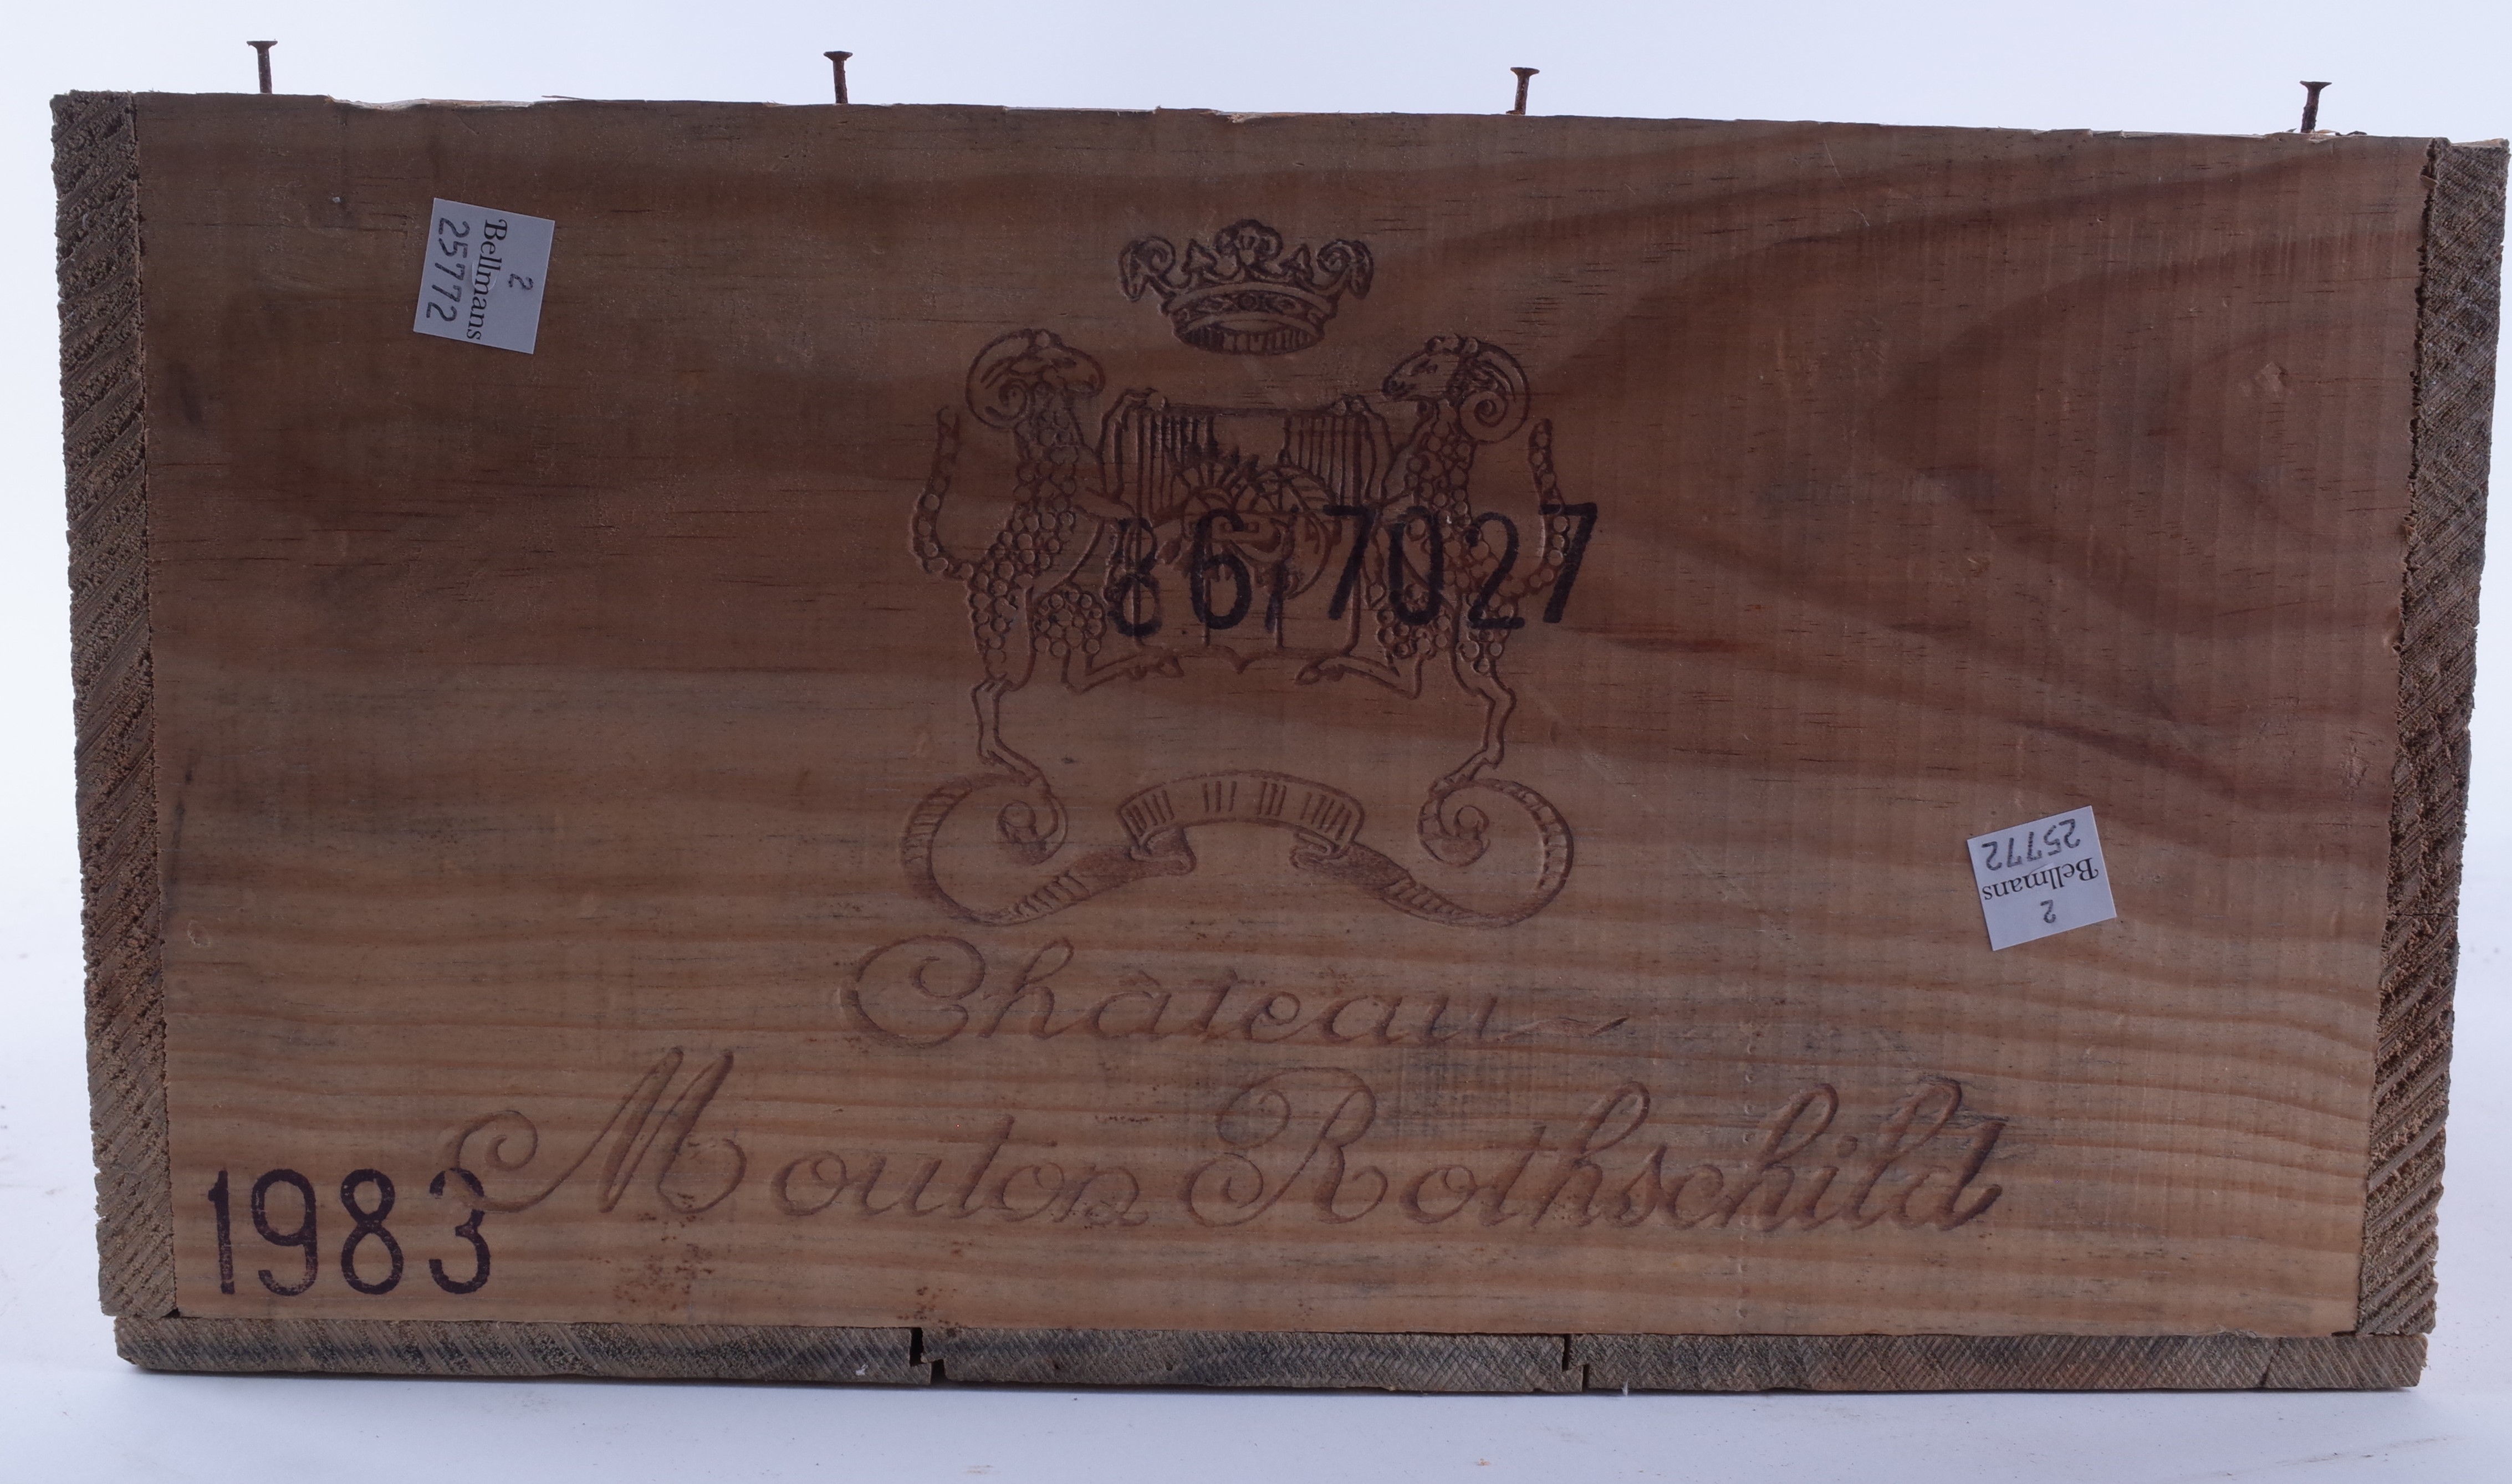 2
Bellmans
25772
86/7027
Château
Mouton Rothschild
1983
2
Bellmans
25772